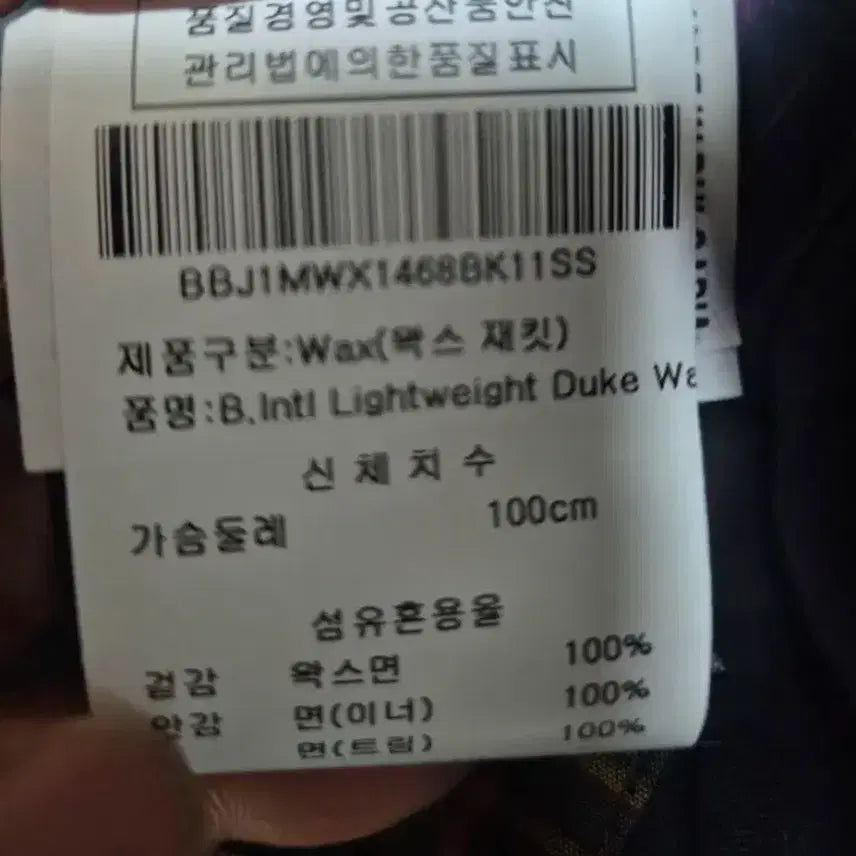 품질경영및공산품안전
관리법에의한품질표시
BBJ1MWX1468BK11SS
제품구분:Wax(왁스 재킷)
품명:B.Intl Lightweight Duke Wa
신체치수
가슴둘레 100cm
섬유혼용율
겉감 왁스면 100%
안감 면(이너) 100%
면(트림) 100%